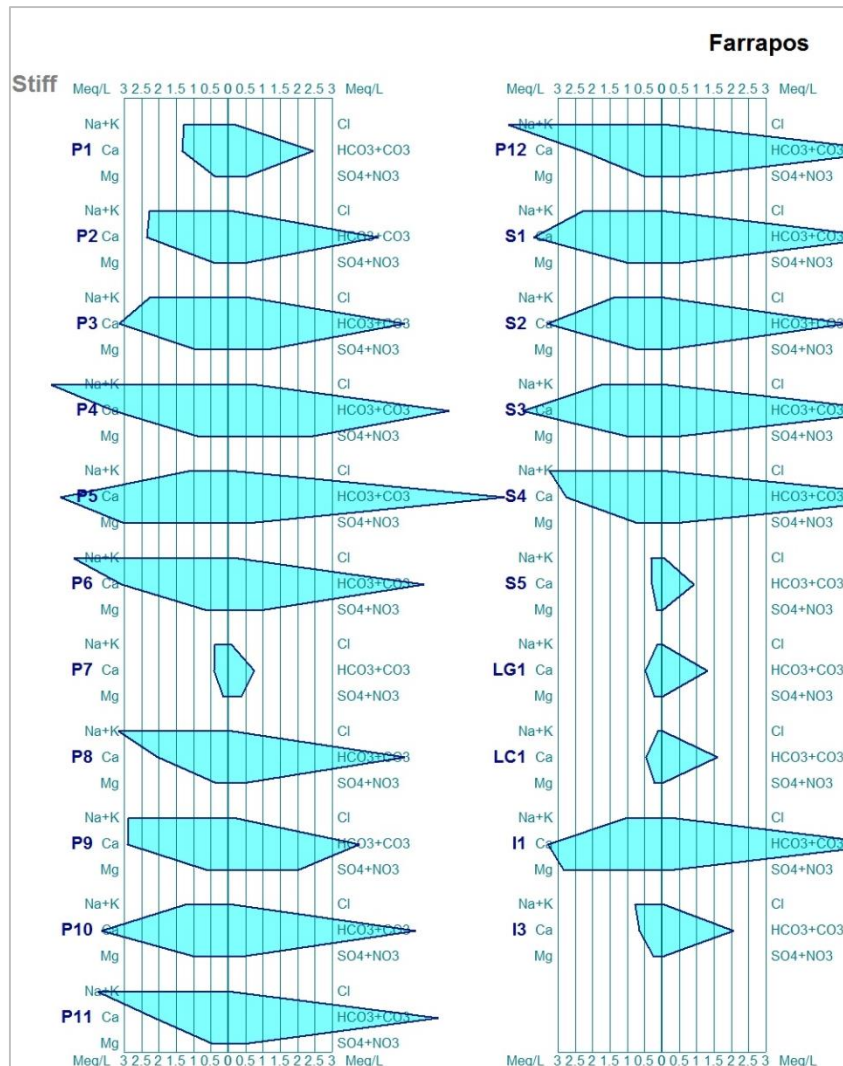 Farrapos
Stiff
Meq/L 3 2.5 2 1.5 1 0.5 0 0.5 1 1.5 2 2.5 3 Meq/L
Na+K Cl
P1 Ca HCO3+CO3
Mg SO4+NO3
Na+K Cl
P2 Ca HCO3+CO3
Mg SO4+NO3
Na+K Cl
P3 Ca HCO3+CO3
Mg SO4+NO3
Na+K Cl
P4 Ca HCO3+CO3
Mg SO4+NO3
Na+K Cl
P5 Ca HCO3+CO3
Mg SO4+NO3
Na+K Cl
P6 Ca HCO3+CO3
Mg SO4+NO3
Na+K Cl
P7 Ca HCO3+CO3
Mg SO4+NO3
Na+K Cl
P8 Ca HCO3+CO3
Mg SO4+NO3
Na+K Cl
P9 Ca HCO3+CO3
Mg SO4+NO3
Na+K Cl
P10 Ca HCO3+CO3
Mg SO4+NO3
Na+K Cl
P11 Ca HCO3+CO3
Mg SO4+NO3
Meq/L 3 2.5 2 1.5 1 0.5 0 0.5 1 1.5 2 2.5 3 Meq/L
Meq/L 3 2.5 2 1.5 1 0.5 0 0.5 1 1.5 2 2.5 3 Meq/L
Na+K Cl
P12 Ca HCO3+CO3
Mg SO4+NO3
Na+K Cl
S1 Ca HCO3+CO3
Mg SO4+NO3
Na+K Cl
S2 Ca HCO3+CO3
Mg SO4+NO3
Na+K Cl
S3 Ca HCO3+CO3
Mg SO4+NO3
Na+K Cl
S4 Ca HCO3+CO3
Mg SO4+NO3
Na+K Cl
S5 Ca HCO3+CO3
Mg SO4+NO3
Na+K Cl
LG1 Ca HCO3+CO3
Mg SO4+NO3
Na+K Cl
LC1 Ca HCO3+CO3
Mg SO4+NO3
Na+K Cl
I1 Ca HCO3+CO3
Mg SO4+NO3
Na+K Cl
I3 Ca HCO3+CO3
Mg SO4+NO3
Meq/L 3 2.5 2 1.5 1 0.5 0 0.5 1 1.5 2 2.5 3 Meq/L